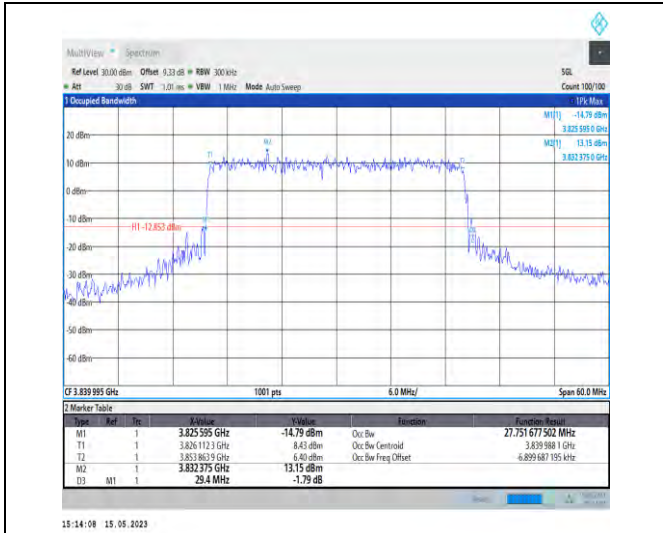 MultiView Spectrum
Ref Level 30.00 dBm Offset 9.33 dB RBW 300 kHz SGL
Att 30 dB SWT 1.01 ms VBW 1 MHz Mode Auto Sweep Count 100/100
1 Occupied Bandwidth 1Pk Max
M1[1] -14.79 dBm
3.825 595 0 GHz
20 dBm
M2[1] 13.15 dBm
3.832 375 0 GHz
M2
T1
10 dBm
0 dBm
-10 dBm
H1 -12.853 dBm
-20 dBm
-30 dBm
-40 dBm
-50 dBm
-60 dBm
CF 3.839 995 GHz 1001 pts 6.0 MHz/ Span 60.0 MHz
2 Marker Table
Type Ref Trc X-Value Y-Value Function Function Result
M1 1 3.825 595 GHz -14.79 dBm Occ Bw 27.751 677 502 MHz
T1 1 3.826 112 3 GHz 8.43 dBm Occ Bw Centroid 3.839 988 1 GHz
T2 1 3.853 863 9 GHz 6.40 dBm Occ Bw Freq Offset -6.899 687 195 kHz
M2 1 3.832 375 GHz 13.15 dBm
D3 M1 1 29.4 MHz -1.79 dB
15:14:08 15.05.2023